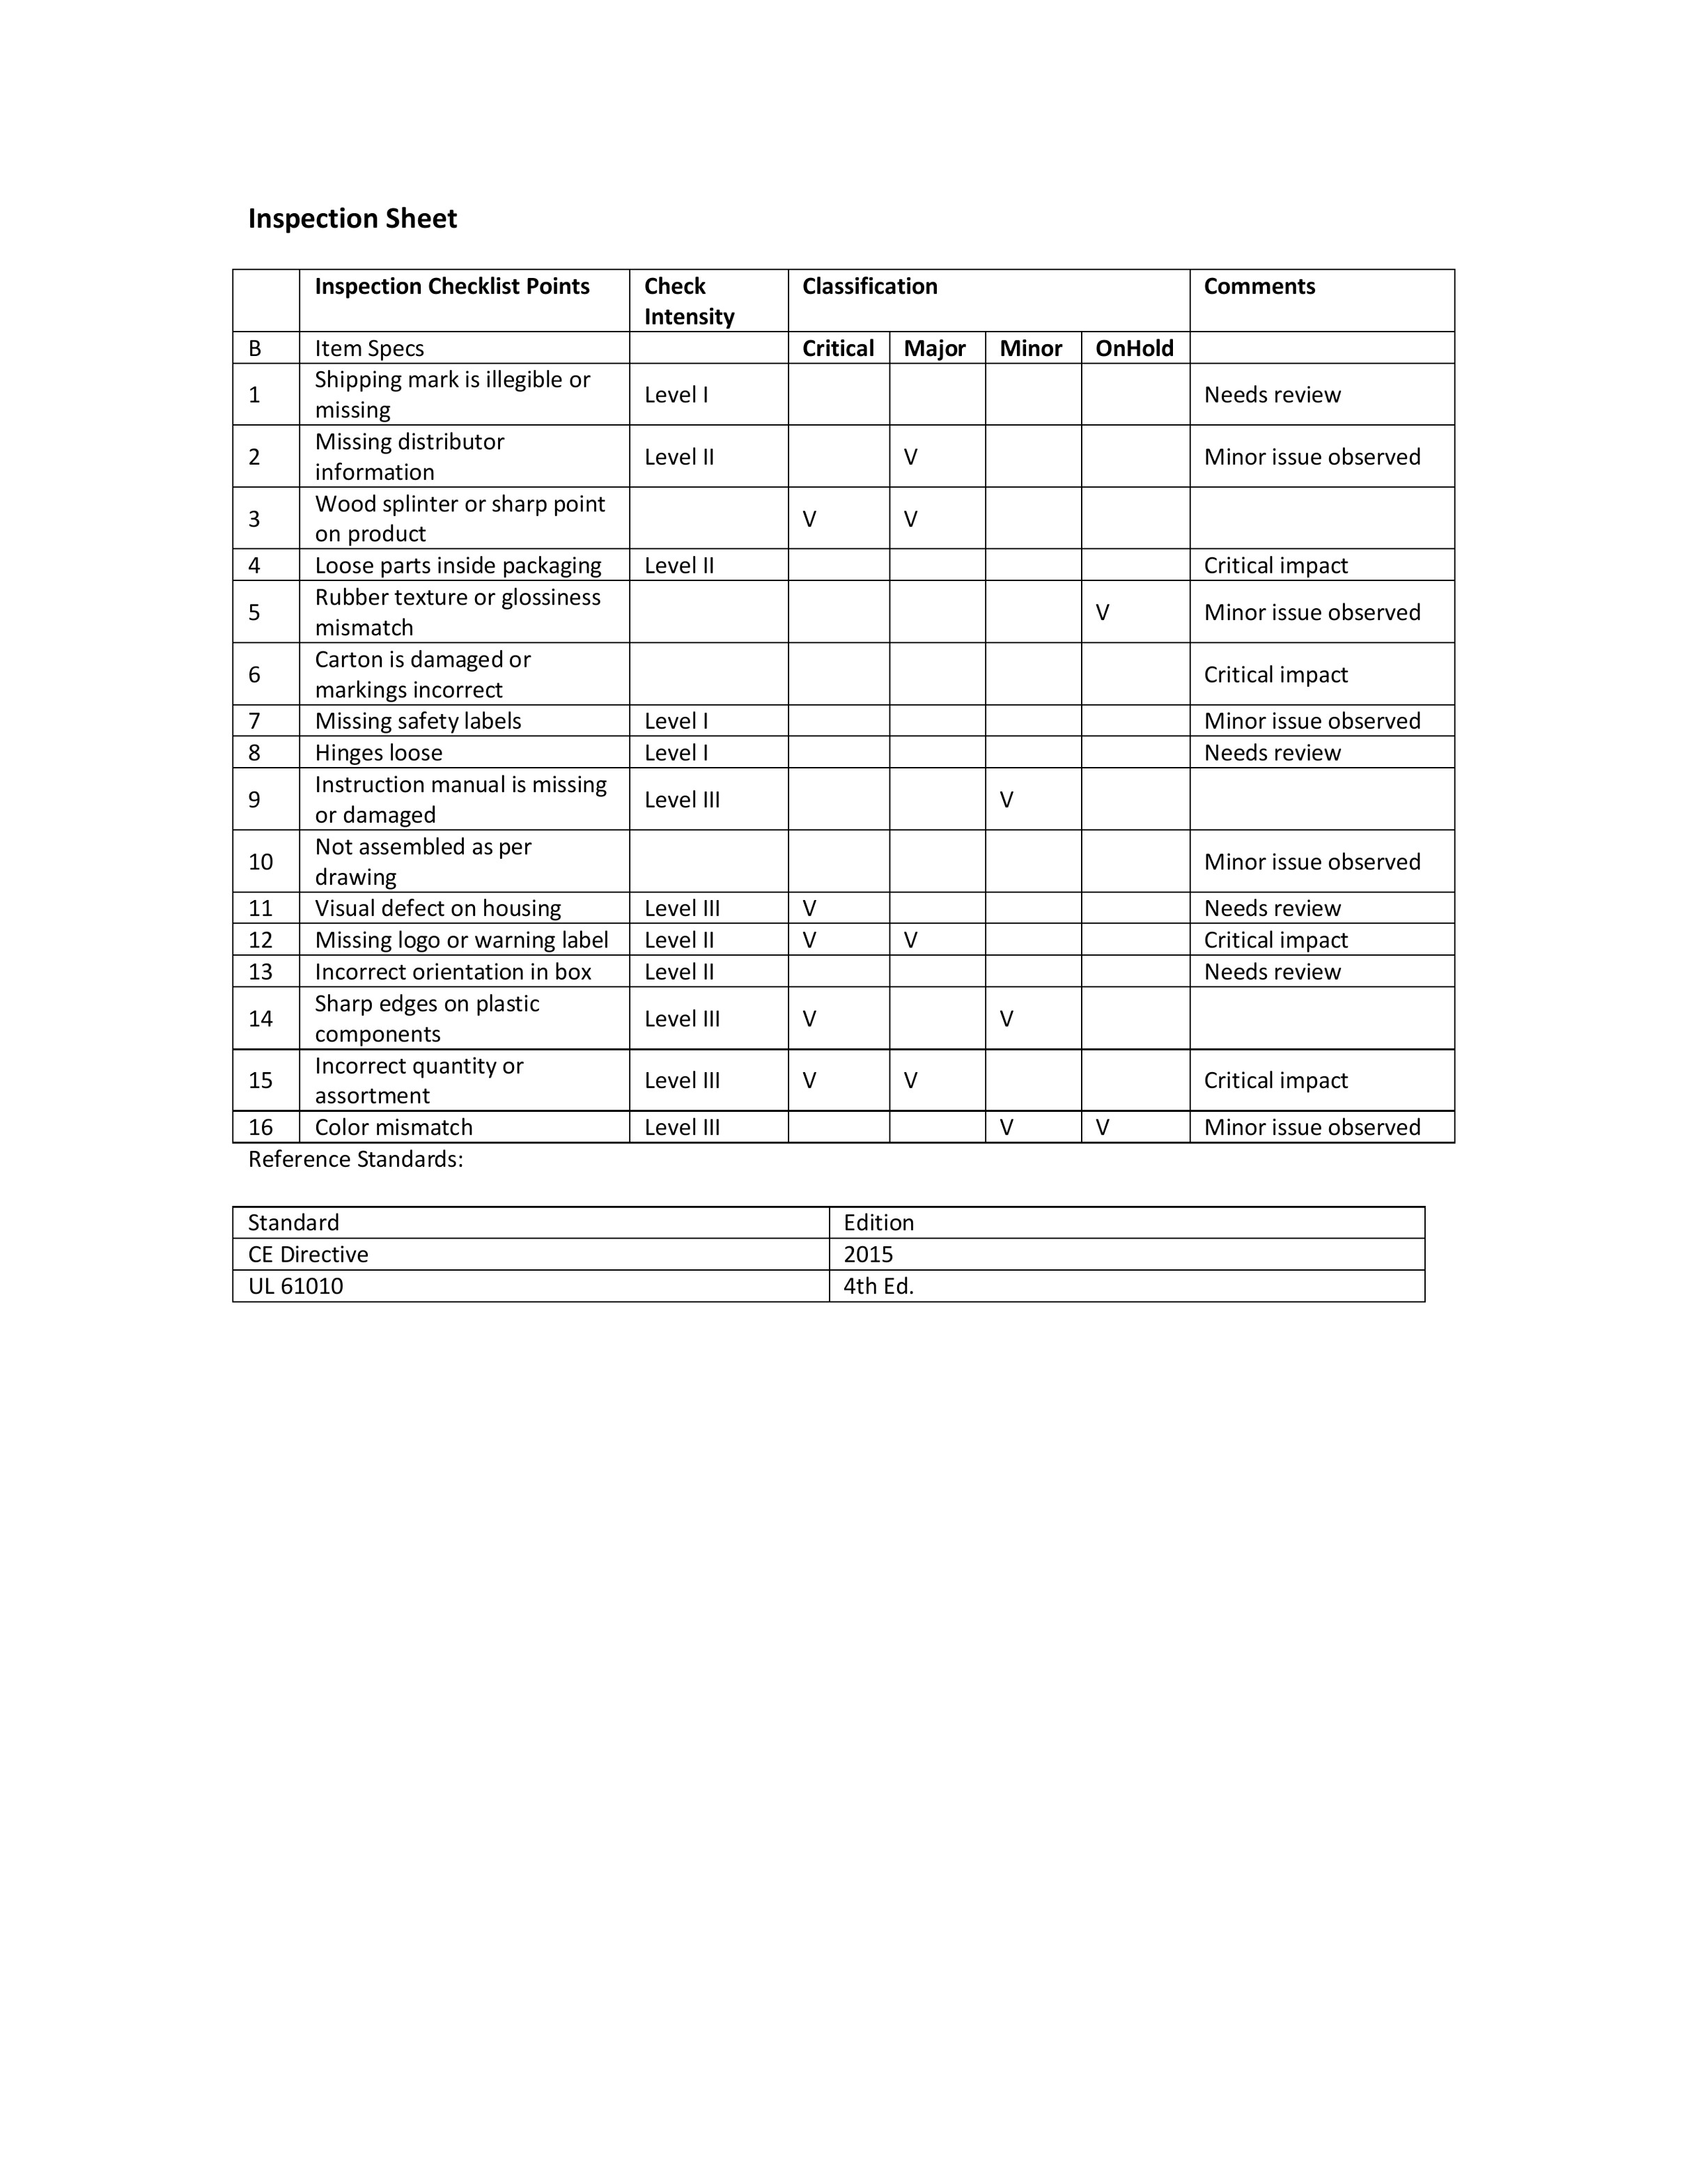 Inspection Sheet
Inspection Checklist Points Check Intensity Classification Comments
B Item Specs Critical Major Minor OnHold
1 Shipping mark is illegible or missing Level I Needs review
2 Missing distributor information Level II V Minor issue observed
3 Wood splinter or sharp point on product V V
4 Loose parts inside packaging Level II Critical impact
5 Rubber texture or glossiness mismatch V Minor issue observed
6 Carton is damaged or markings incorrect Critical impact
7 Missing safety labels Level I Minor issue observed
8 Hinges loose Level I Needs review
9 Instruction manual is missing or damaged Level III V
10 Not assembled as per drawing Minor issue observed
11 Visual defect on housing Level III V Needs review
12 Missing logo or warning label Level II V V Critical impact
13 Incorrect orientation in box Level II Needs review
14 Sharp edges on plastic components Level III V V
15 Incorrect quantity or assortment Level III V V Critical impact
16 Color mismatch Level III V V Minor issue observed
Reference Standards:
Standard Edition
CE Directive 2015
UL 61010 4th Ed.